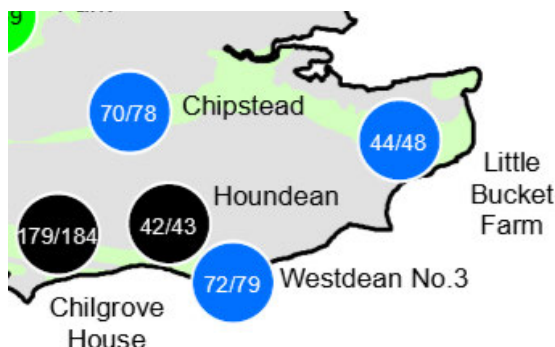 70/78
Chipstead
44/48
Little
Bucket
Farm
Houndean
42/43
179/184
72/79
Westdean No.3
Chilgrove
House